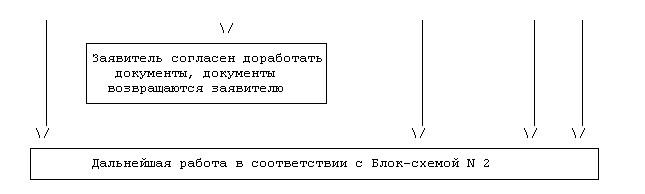 Заявитель согласен доработать
документы, документы
возвращаются заявителю
Дальнейшая работа в соответствии с Блок-схемой N 2